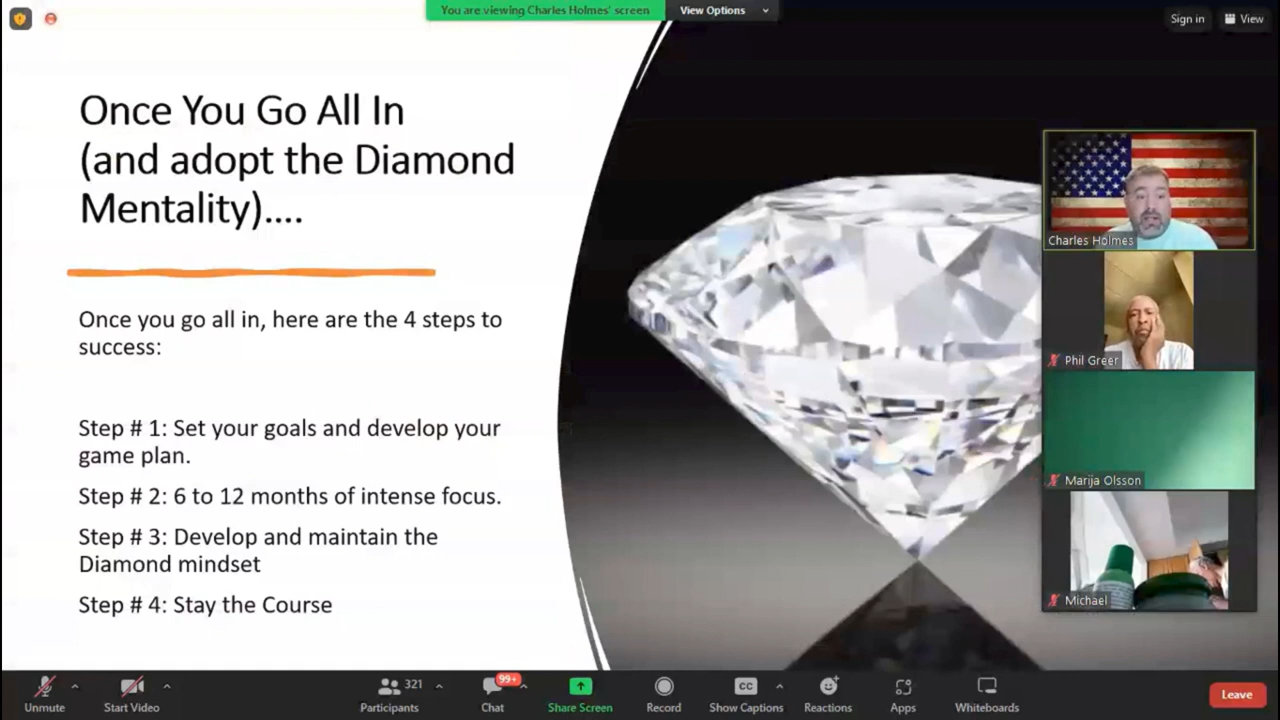 You are viewing Charles Holmes' screen
View Options
Sign in
View
Once You Go All In
(and adopt the Diamond
Mentality)....
Once you go all in, here are the 4 steps to
success:
Step # 1: Set your goals and develop your
game plan.
Step # 2: 6 to 12 months of intense focus.
Step # 3: Develop and maintain the
Diamond mindset
Step # 4: Stay the Course
Charles Holmes
Phil Greer
Marija Olsson
Michael
Unmute
Start Video
321
Participants
99+
Chat
Share Screen
Record
CC
Show Captions
Reactions
Apps
Whiteboards
Leave